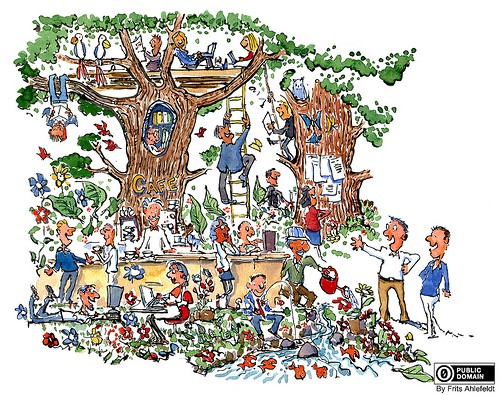 CAFE
PUBLIC
DOMAIN
By Frits Ahlefeldt